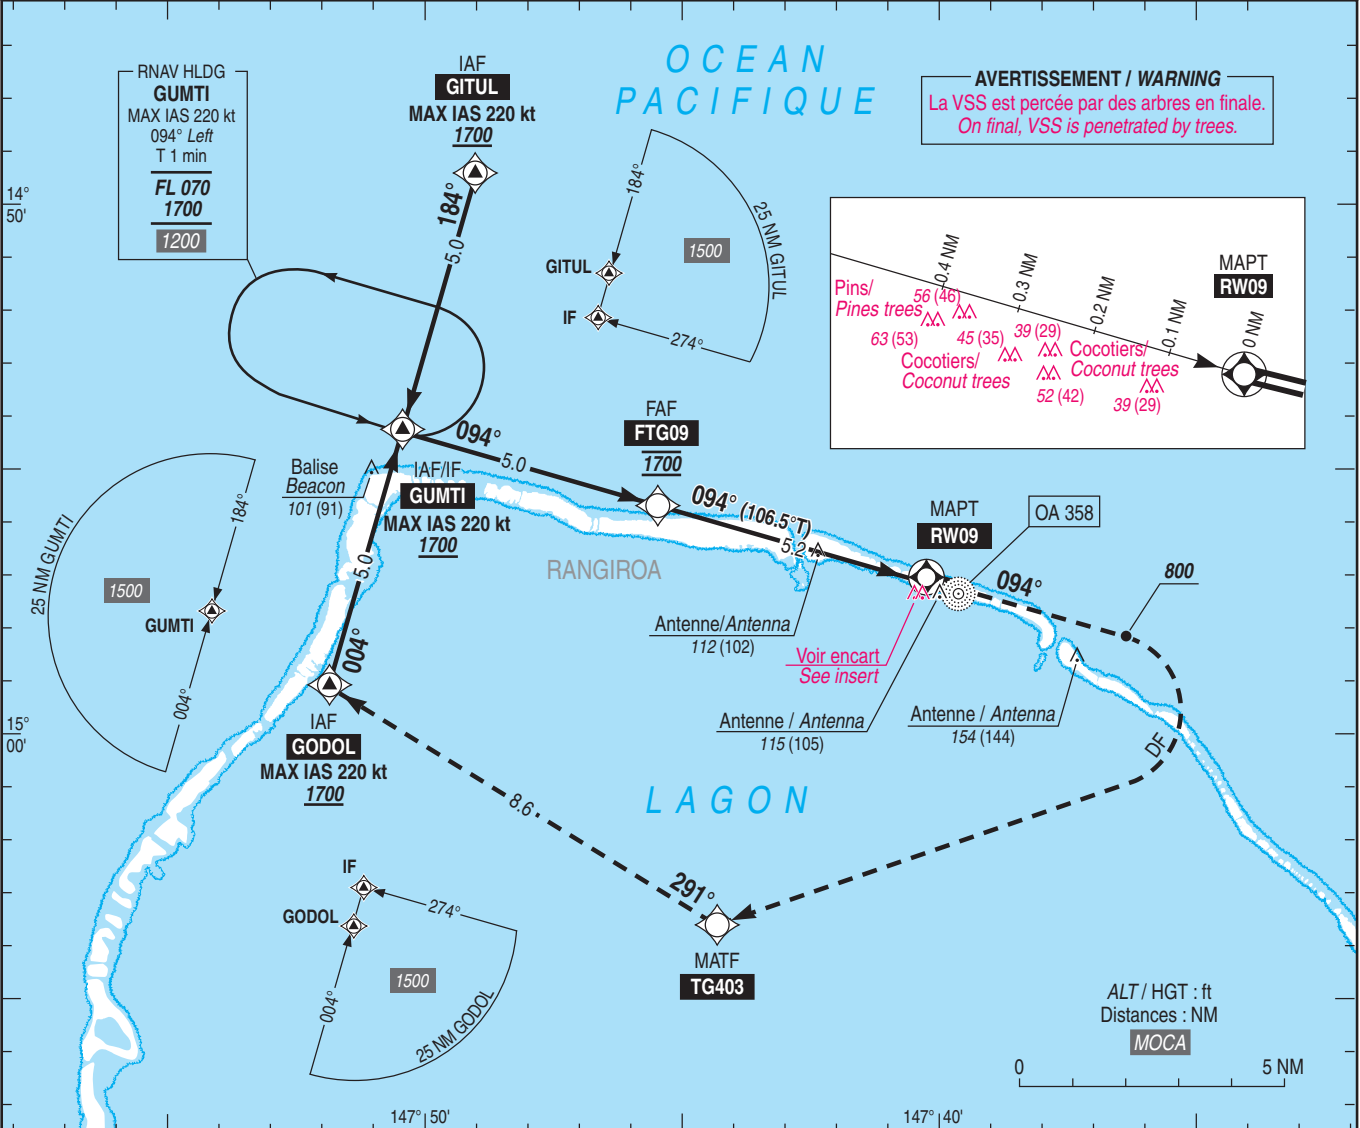 RNAV HLDG
GUMTI
MAX IAS 220 kt
094° Left
T 1 min
FL 070
1700
1200
IAF
GITUL
MAX IAS 220 kt
1700
OCEAN
PACIFIQUE
AVERTISSEMENT / WARNING
La VSS est percée par des arbres en finale.
On final, VSS is penetrated by trees.
14°
50'
184°
5.0
184°
25 NM GITUL
1500
GITUL
IF
274°
0.4 NM
0.3 NM
0.2 NM
0.1 NM
0 NM
MAPT
RW09
Pins/
Pines trees
56 (46)
63 (53)
45 (35)
39 (29)
Cocotiers/
Coconut trees
Cocotiers/
Coconut trees
52 (42)
39 (29)
094°
5.0
FAF
FTG09
1700
Balise
Beacon
101 (91)
IAF/IF
GUMTI
MAX IAS 220 kt
1700
094° (106.5°T)
5.2
MAPT
RW09
OA 358
094°
800
25 NM GUMTI
184°
1500
GUMTI
004°
5.0
004°
RANGIROA
Antenne/Antenna
112 (102)
Voir encart
See insert
Antenne / Antenna
115 (105)
Antenne / Antenna
154 (144)
DF
15°
00'
IAF
GODOL
MAX IAS 220 kt
1700
8.6
LAGON
291°
MATF
TG403
IF
GODOL
274°
1500
004°
25 NM GODOL
ALT / HGT : ft
Distances : NM
MOCA
0
5 NM
147° 50'
147° 40'